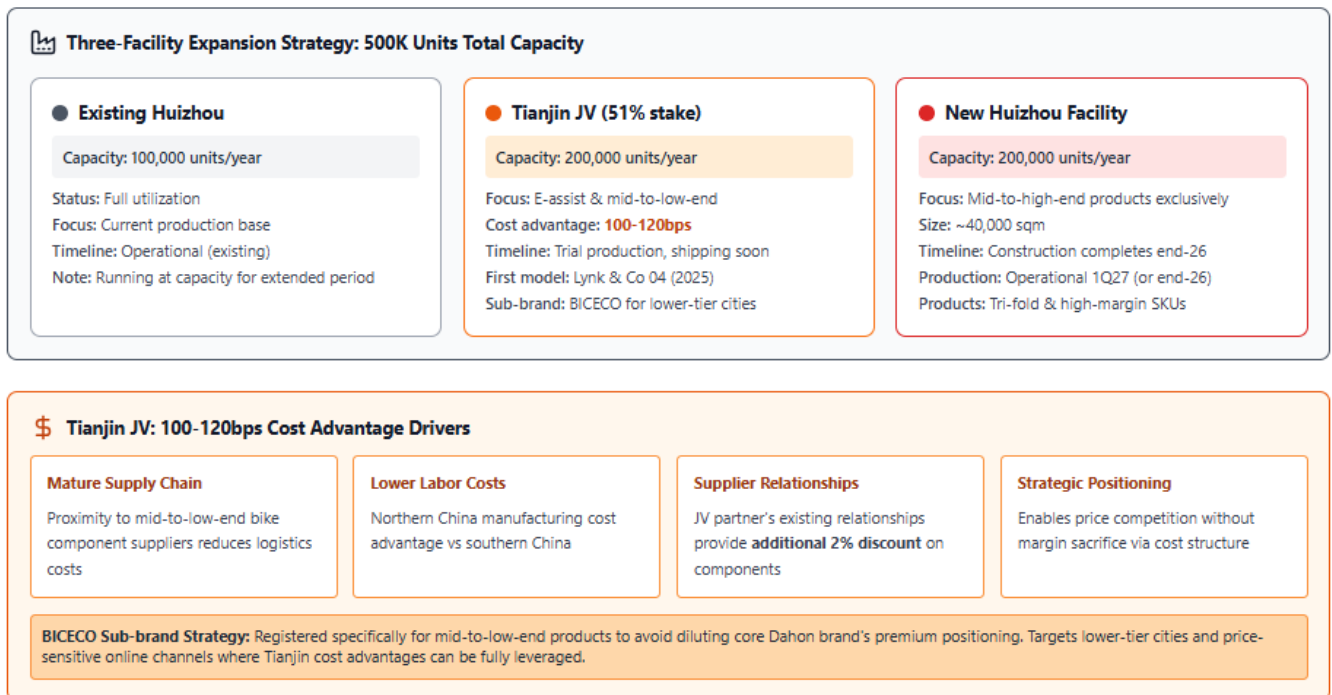 Three-Facility Expansion Strategy: 500K Units Total Capacity
Existing Huizhou
Capacity: 100,000 units/year
Status: Full utilization
Focus: Current production base
Timeline: Operational (existing)
Note: Running at capacity for extended period
Tianjin JV (51% stake)
Capacity: 200,000 units/year
Focus: E-assist & mid-to-low-end
Cost advantage: 100-120bps
Timeline: Trial production, shipping soon
First model: Lynk & Co 04 (2025)
Sub-brand: BICECO for lower-tier cities
New Huizhou Facility
Capacity: 200,000 units/year
Focus: Mid-to-high-end products exclusively
Size: ~40,000 sqm
Timeline: Construction completes end-26
Production: Operational 1Q27 (or end-26)
Products: Tri-fold & high-margin SKUs
Tianjin JV: 100-120bps Cost Advantage Drivers
Mature Supply Chain
Proximity to mid-to-low-end bike
component suppliers reduces logistics
costs
Lower Labor Costs
Northern China manufacturing cost
advantage vs southern China
Supplier Relationships
JV partner's existing relationships
provide additional 2% discount on
components
Strategic Positioning
Enables price competition without
margin sacrifice via cost structure
BICECO Sub-brand Strategy: Registered specifically for mid-to-low-end products to avoid diluting core Dahon brand's premium positioning. Targets lower-tier cities and price-
sensitive online channels where Tianjin cost advantages can be fully leveraged.